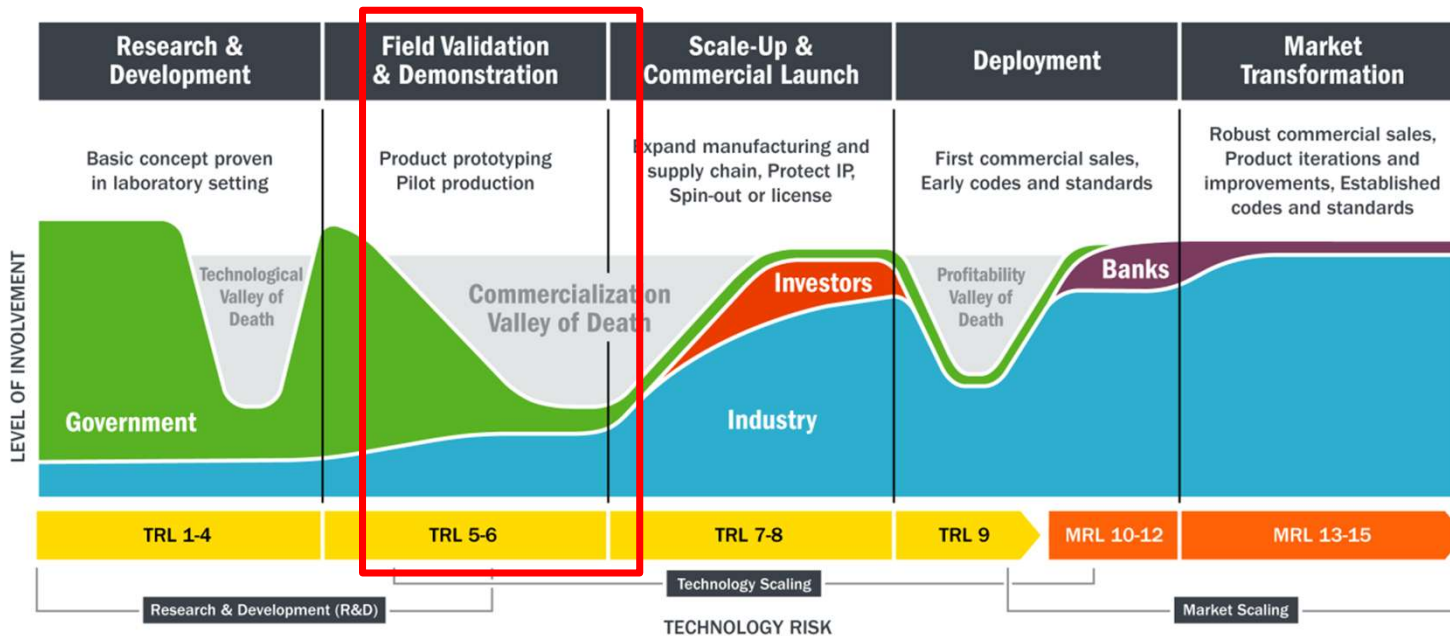 Research &
Development
Field Validation
& Demonstration
Scale-Up &
Commercial Launch
Deployment
Market
Transformation
Basic concept proven
in laboratory setting
Product prototyping
Pilot production
Expand manufacturing and
supply chain, Protect IP,
Spin-out or license
First commercial sales,
Early codes and standards
Robust commercial sales,
Product iterations and
improvements, Established
codes and standards
LEVEL OF INVOLVEMENT
Technological
Valley of
Death
Commercialization
Valley of Death
Profitability
Valley of
Death
Government
Investors
Industry
Banks
TRL 1-4
TRL 5-6
TRL 7-8
TRL 9
MRL 10-12
MRL 13-15
Research & Development (R&D)
Technology Scaling
Market Scaling
TECHNOLOGY RISK